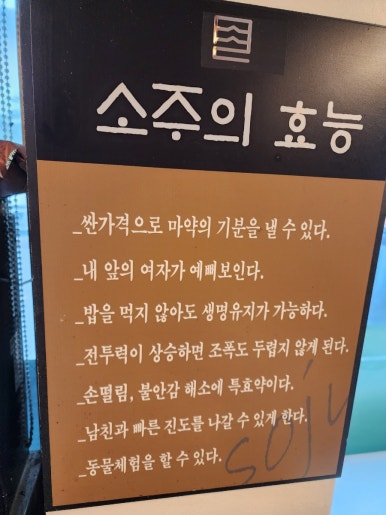 소주의 효능
_싼가격으로 마약의 기분을 낼 수 있다.
_내 앞의 여자가 예뻐보인다.
_밥을 먹지 않아도 생명유지가 가능하다.
_전투력이 상승하면 조폭도 두렵지 않게 된다.
_손떨림, 불안감 해소에 특효약이다.
_남친과 빠른 진도를 나갈 수 있게 한다.
_동물체험을 할 수 있다.
soju